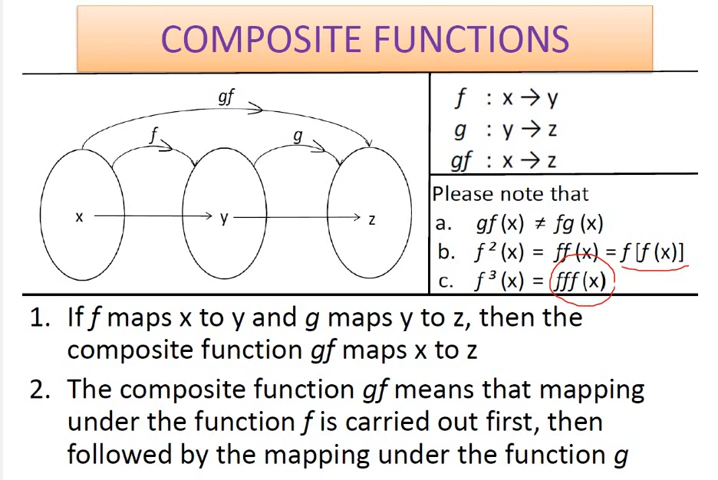 COMPOSITE FUNCTIONS
gf
f
g
x
y
z
f : x → y
g : y → z
gf : x → z
Please note that
a. gf (x) ≠ fg (x)
b. f ² (x) = ff (x) = f [f (x)]
c. f ³ (x) = fff (x)
1. If f maps x to y and g maps y to z, then the
composite function gf maps x to z
2. The composite function gf means that mapping
under the function f is carried out first, then
followed by the mapping under the function g